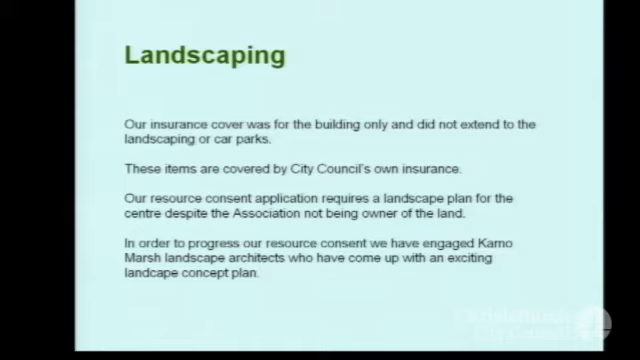 Landscaping
Our insurance cover was for the building only and did not extend to the
landscaping or car parks.
These items are covered by City Council's own insurance.
Our resource consent application requires a landscape plan for the
centre despite the Association not being owner of the land.
In order to progress our resource consent we have engaged Kamo
Marsh landscape architects who have come up with an exciting
landcape concept plan.
Christchurch
City Council